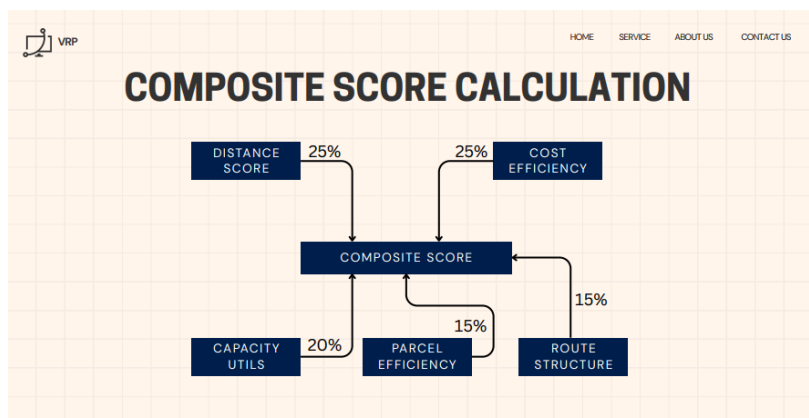 VRP
HOME SERVICE ABOUT US CONTACT US
COMPOSITE SCORE CALCULATION
DISTANCE
SCORE
25%
25%
COST
EFFICIENCY
COMPOSITE SCORE
15%
CAPACITY
UTILS
20%
15%
PARCEL
EFFICIENCY
ROUTE
STRUCTURE